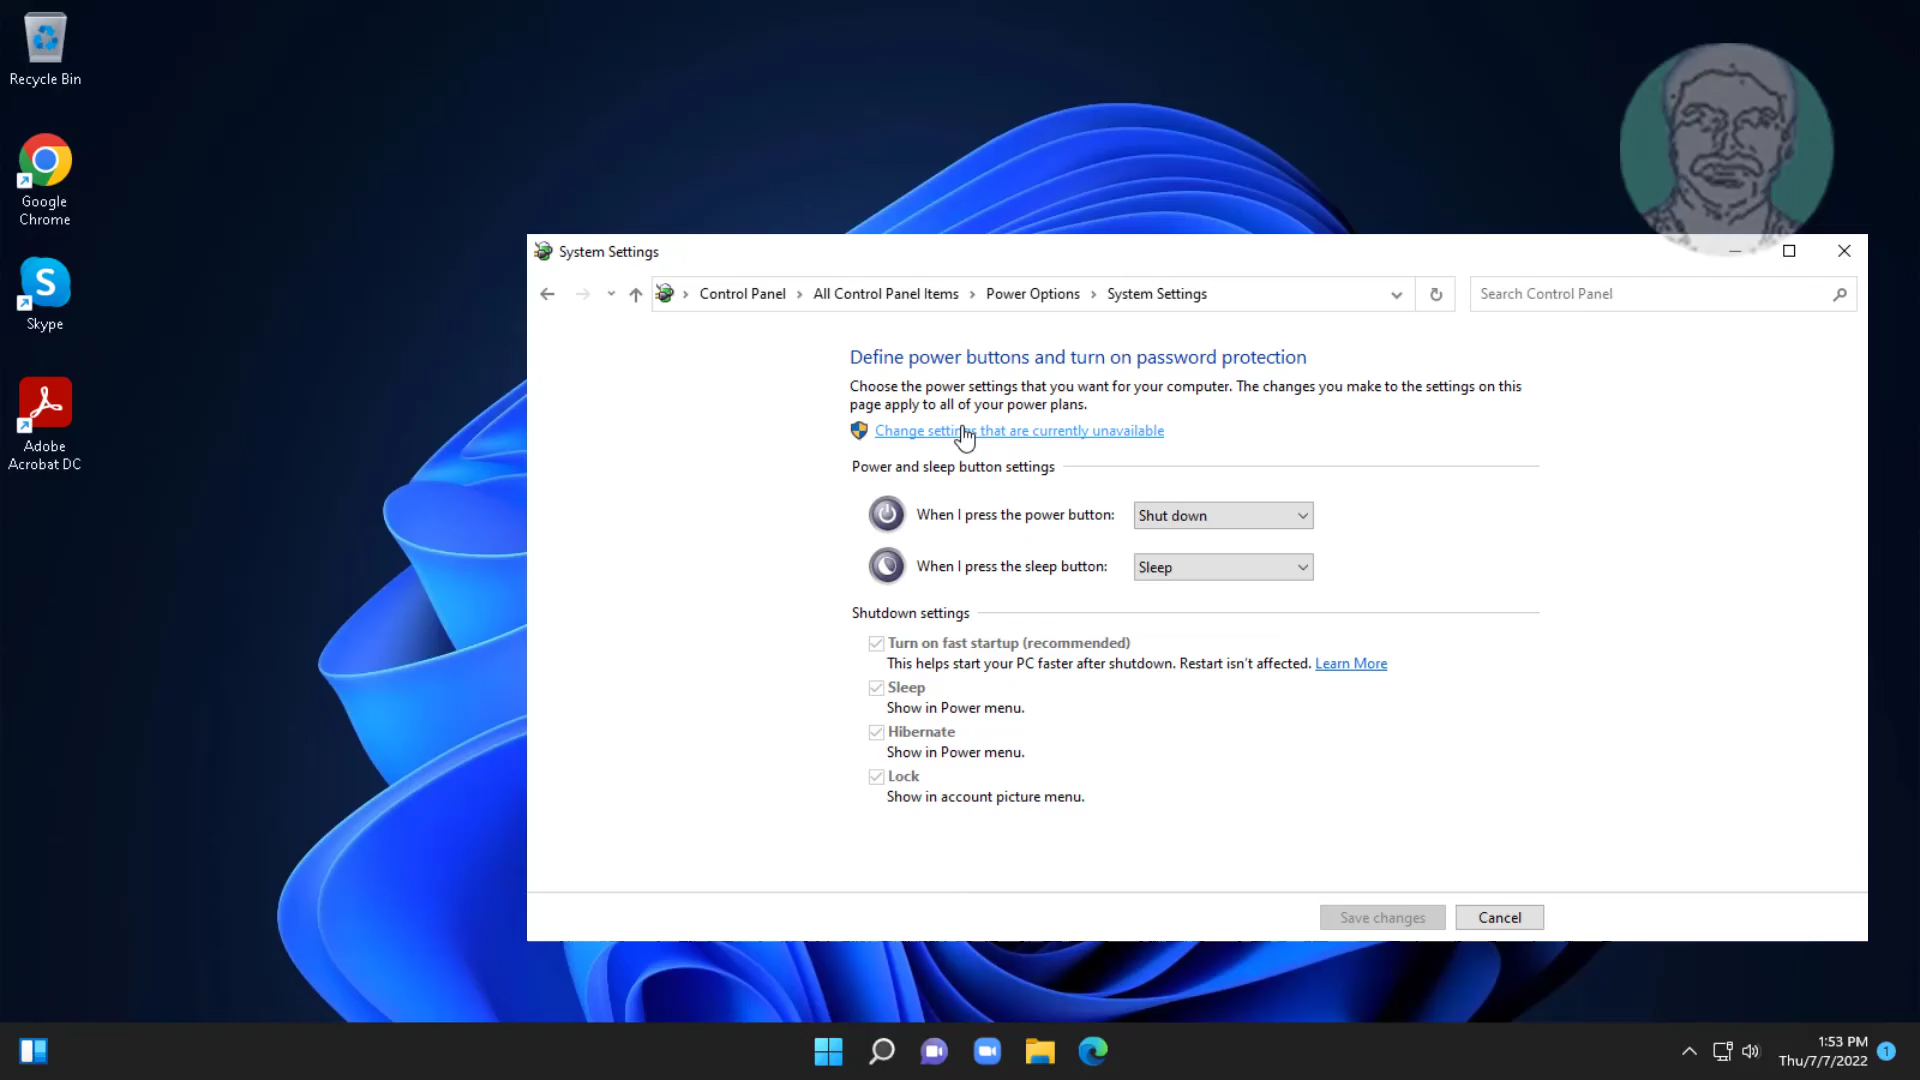 Recycle Bin
Google
Chrome
S
Skype
Adobe
Acrobat DC
System Settings
Control Panel › All Control Panel Items › Power Options › System Settings
Search Control Panel
Define power buttons and turn on password protection
Choose the power settings that you want for your computer. The changes you make to the settings on this
page apply to all of your power plans.
Change settings that are currently unavailable
Power and sleep button settings
When I press the power button: Shut down
When I press the sleep button: Sleep
Shutdown settings
Turn on fast startup (recommended)
This helps start your PC faster after shutdown. Restart isn't affected. Learn More
Sleep
Show in Power menu.
Hibernate
Show in Power menu.
Lock
Show in account picture menu.
Save changes
Cancel
1:53 PM
Thu/7/7/2022
1